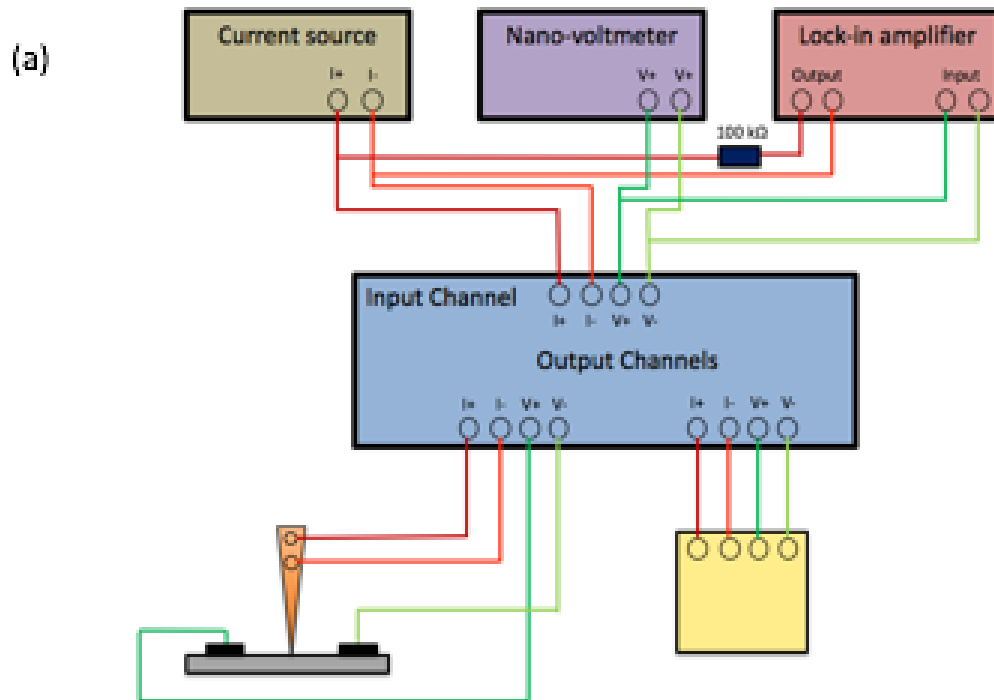 (a)
Current source
I+ I-
Nano-voltmeter
V+ V+
Lock-in amplifier
Output Input
100 kΩ
Input Channel
I+ I- V+ V-
Output Channels
I+ I- V+ V-
I+ I- V+ V-